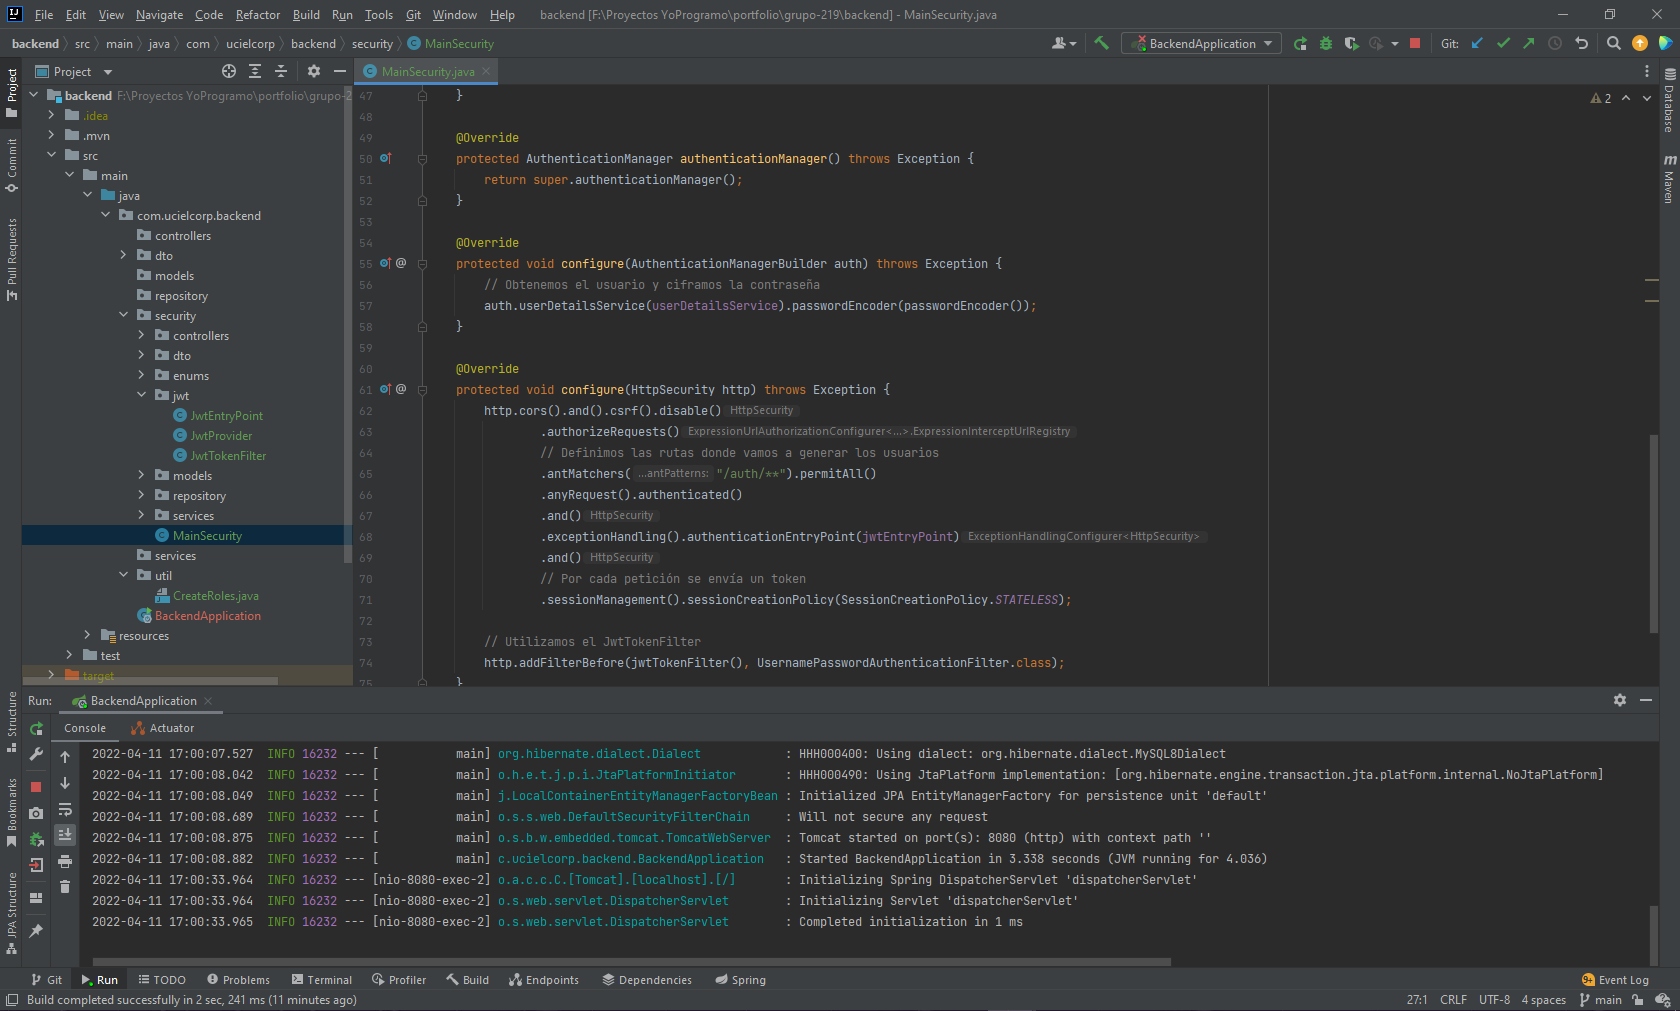 File Edit View Navigate Code Refactor Build Run Tools Git Window Help backend [F:\Proyectos YoProgramo\portfolio\grupo-219\backend] - MainSecurity.java
backend src main java com ucielcorp backend security MainSecurity BackendApplication Git:
Project
MainSecurity.java
backend F:\Proyectos YoProgramo\portfolio\grupo-2
.idea
.mvn
src
main
java
com.ucielcorp.backend
controllers
dto
models
repository
security
controllers
dto
enums
jwt
JwtEntryPoint
JwtProvider
JwtTokenFilter
models
repository
services
MainSecurity
services
util
CreateRoles.java
BackendApplication
resources
test
target
Project
Commit
Pull Requests
Structure
Bookmarks
JPA Structure
Database
m Maven
2
47 }
48
49 @Override
50 protected AuthenticationManager authenticationManager() throws Exception {
51 return super.authenticationManager();
52 }
53
54 @Override
55 @ protected void configure(AuthenticationManagerBuilder auth) throws Exception {
56 // Obtenemos el usuario y ciframos la contraseña
57 auth.userDetailsService(userDetailsService).passwordEncoder(passwordEncoder());
58 }
59
60 @Override
61 @ protected void configure(HttpSecurity http) throws Exception {
62 http.cors().and().csrf().disable() HttpSecurity
63 .authorizeRequests() ExpressionUrlAuthorizationConfigurer<...>.ExpressionInterceptUrlRegistry
64 // Definimos las rutas donde vamos a generar los usuarios
65 .antMatchers( ...antPatterns: "/auth/**").permitAll()
66 .anyRequest().authenticated()
67 .and() HttpSecurity
68 .exceptionHandling().authenticationEntryPoint(jwtEntryPoint) ExceptionHandlingConfigurer<HttpSecurity>
69 .and() HttpSecurity
70 // Por cada petición se envía un token
71 .sessionManagement().sessionCreationPolicy(SessionCreationPolicy.STATELESS);
72
73 // Utilizamos el JwtTokenFilter
74 http.addFilterBefore(jwtTokenFilter(), UsernamePasswordAuthenticationFilter.class);
75 }
Run: BackendApplication
Console Actuator
2022-04-11 17:00:07.527 INFO 16232 --- [ main] org.hibernate.dialect.Dialect : HHH000400: Using dialect: org.hibernate.dialect.MySQL8Dialect
2022-04-11 17:00:08.042 INFO 16232 --- [ main] o.h.e.t.j.p.i.JtaPlatformInitiator : HHH000490: Using JtaPlatform implementation: [org.hibernate.engine.transaction.jta.platform.internal.NoJtaPlatform]
2022-04-11 17:00:08.049 INFO 16232 --- [ main] j.LocalContainerEntityManagerFactoryBean : Initialized JPA EntityManagerFactory for persistence unit 'default'
2022-04-11 17:00:08.689 INFO 16232 --- [ main] o.s.s.web.DefaultSecurityFilterChain : Will not secure any request
2022-04-11 17:00:08.875 INFO 16232 --- [ main] o.s.b.w.embedded.tomcat.TomcatWebServer : Tomcat started on port(s): 8080 (http) with context path ''
2022-04-11 17:00:08.882 INFO 16232 --- [ main] c.ucielcorp.backend.BackendApplication : Started BackendApplication in 3.338 seconds (JVM running for 4.036)
2022-04-11 17:00:33.964 INFO 16232 --- [nio-8080-exec-2] o.a.c.c.C.[Tomcat].[localhost].[/] : Initializing Spring DispatcherServlet 'dispatcherServlet'
2022-04-11 17:00:33.964 INFO 16232 --- [nio-8080-exec-2] o.s.web.servlet.DispatcherServlet : Initializing Servlet 'dispatcherServlet'
2022-04-11 17:00:33.965 INFO 16232 --- [nio-8080-exec-2] o.s.web.servlet.DispatcherServlet : Completed initialization in 1 ms
Git Run TODO Problems Terminal Profiler Build Endpoints Dependencies Spring Event Log
Build completed successfully in 2 sec, 241 ms (11 minutes ago) 27:1 CRLF UTF-8 4 spaces main